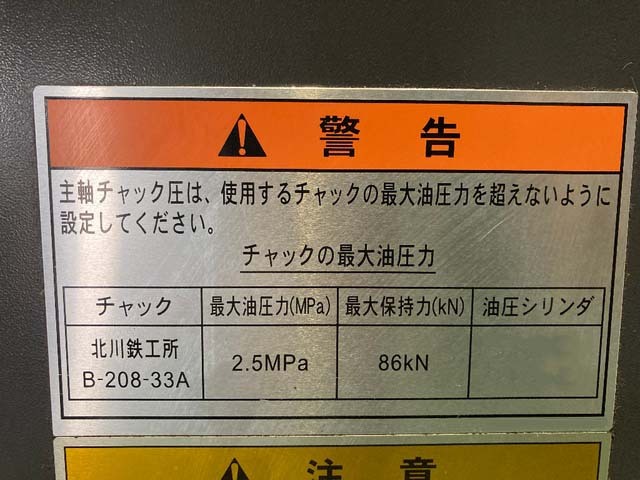 警告
主軸チャック圧は、使用するチャックの最大油圧力を超えないように
設定してください。
チャックの最大油圧力
チャック 最大油圧力(MPa) 最大保持力(kN) 油圧シリンダ
北川鉄工所
B-208-33A 2.5MPa 86kN
注意